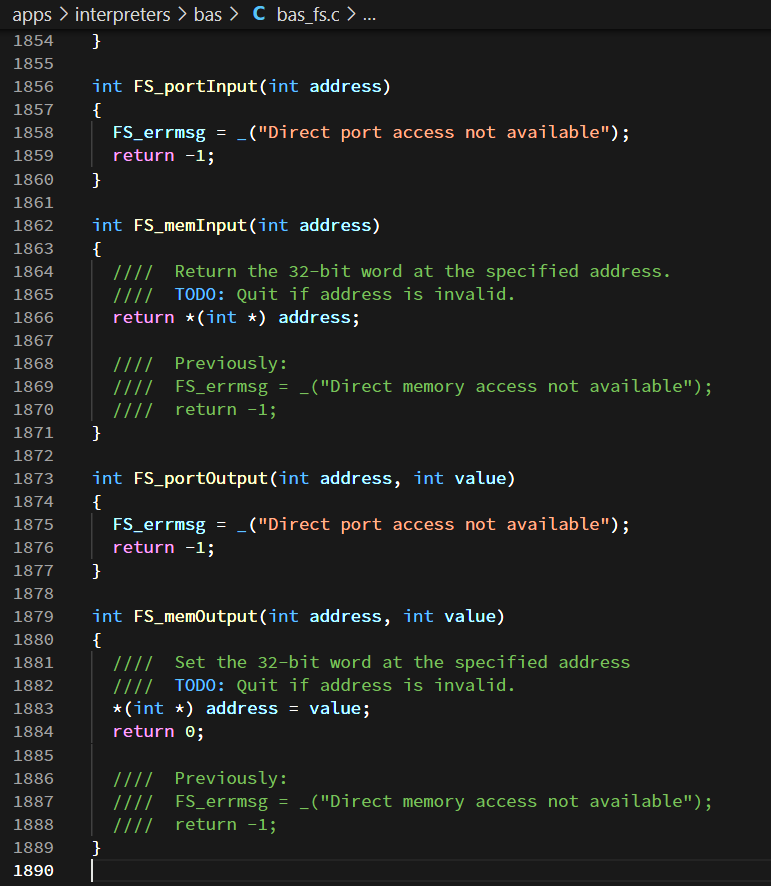 apps > interpreters > bas > C bas_fs.c > ...
1854 }
1855
1856 int FS_portInput(int address)
1857 {
1858   FS_errmsg = _("Direct port access not available");
1859   return -1;
1860 }
1861
1862 int FS_memInput(int address)
1863 {
1864   ////  Return the 32-bit word at the specified address.
1865   ////  TODO: Quit if address is invalid.
1866   return *(int *) address;
1867
1868   ////  Previously:
1869   ////  FS_errmsg = _("Direct memory access not available");
1870   ////  return -1;
1871 }
1872
1873 int FS_portOutput(int address, int value)
1874 {
1875   FS_errmsg = _("Direct port access not available");
1876   return -1;
1877 }
1878
1879 int FS_memOutput(int address, int value)
1880 {
1881   ////  Set the 32-bit word at the specified address
1882   ////  TODO: Quit if address is invalid.
1883   *(int *) address = value;
1884   return 0;
1885
1886   ////  Previously:
1887   ////  FS_errmsg = _("Direct memory access not available");
1888   ////  return -1;
1889 }
1890